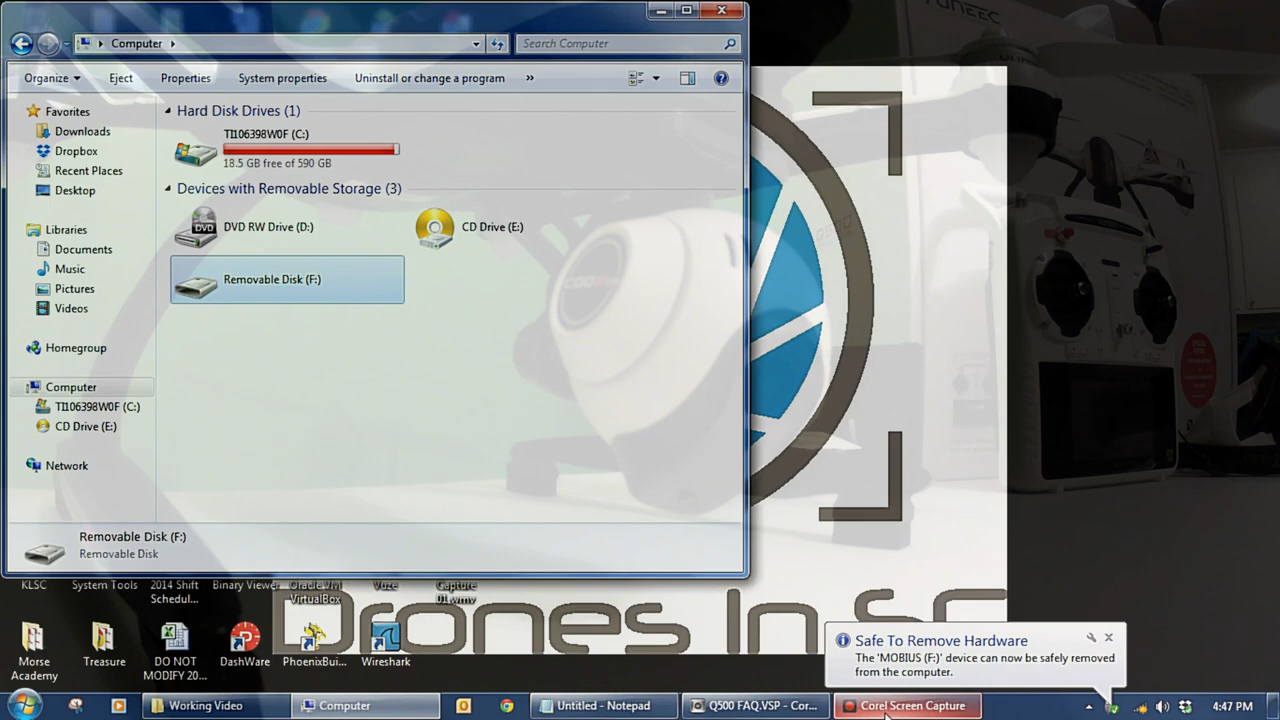 Computer
Search Computer
Organize
Eject
Properties
System properties
Uninstall or change a program
»
Favorites
Downloads
Dropbox
Recent Places
Desktop
Libraries
Documents
Music
Pictures
Videos
Homegroup
Computer
TI106398W0F (C:)
CD Drive (E:)
Network
Hard Disk Drives (1)
TI106398W0F (C:)
18.5 GB free of 590 GB
Devices with Removable Storage (3)
DVD
DVD RW Drive (D:)
CD Drive (E:)
Removable Disk (F:)
Removable Disk (F:)
Removable Disk
YUNEEC
KLSC
System Tools
2014 Shift
Schedul...
Binary Viewer
Oracle VM
VirtualBox
Vuze
Capture
01.wmv
Drones In SC
Morse
Academy
Treasure
DO NOT
MODIFY 20...
DashWare
PhoenixBui...
Wireshark
Safe To Remove Hardware
The 'MOBIUS (F:)' device can now be safely removed
from the computer.
Working Video
Computer
Untitled - Notepad
Q500 FAQ.VSP - Cor...
Corel Screen Capture
4:47 PM